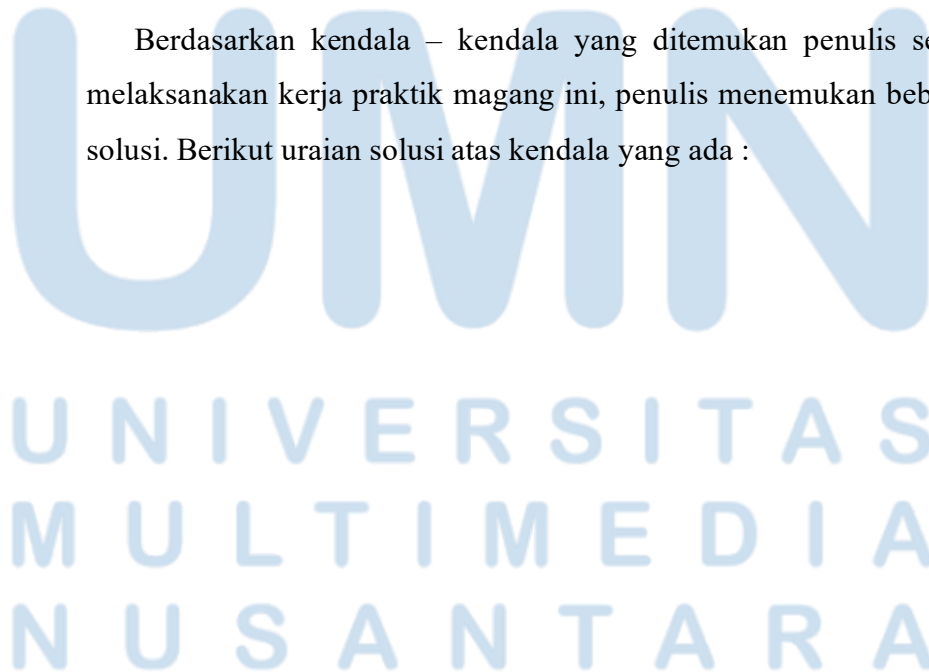 UMN
Berdasarkan kendala – kendala yang ditemukan penulis se
melaksanakan kerja praktik magang ini, penulis menemukan beb
solusi. Berikut uraian solusi atas kendala yang ada :
UNIVERSITAS
MULTIMEDIA
NUSANTARA